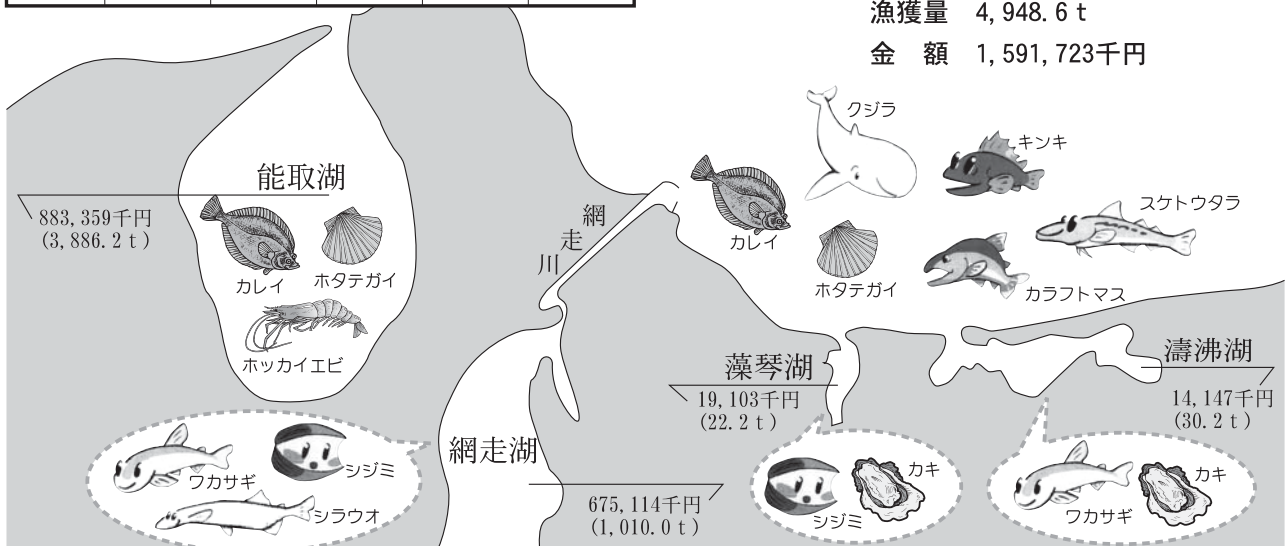 漁獲量 4,948.6ｔ
金　額 1,591,723千円
クジラ
キンキ
スケトウタラ
カレイ
ホタテガイ
カラフトマス
能取湖
883,359千円
(3,886.2ｔ)
カレイ
ホタテガイ
ホッカイエビ
網走川
藻琴湖
19,103千円
(22.2ｔ)
濤沸湖
14,147千円
(30.2ｔ)
ワカサギ
シジミ
シラウオ
網走湖
675,114千円
(1,010.0ｔ)
シジミ
カキ
ワカサギ
カキ